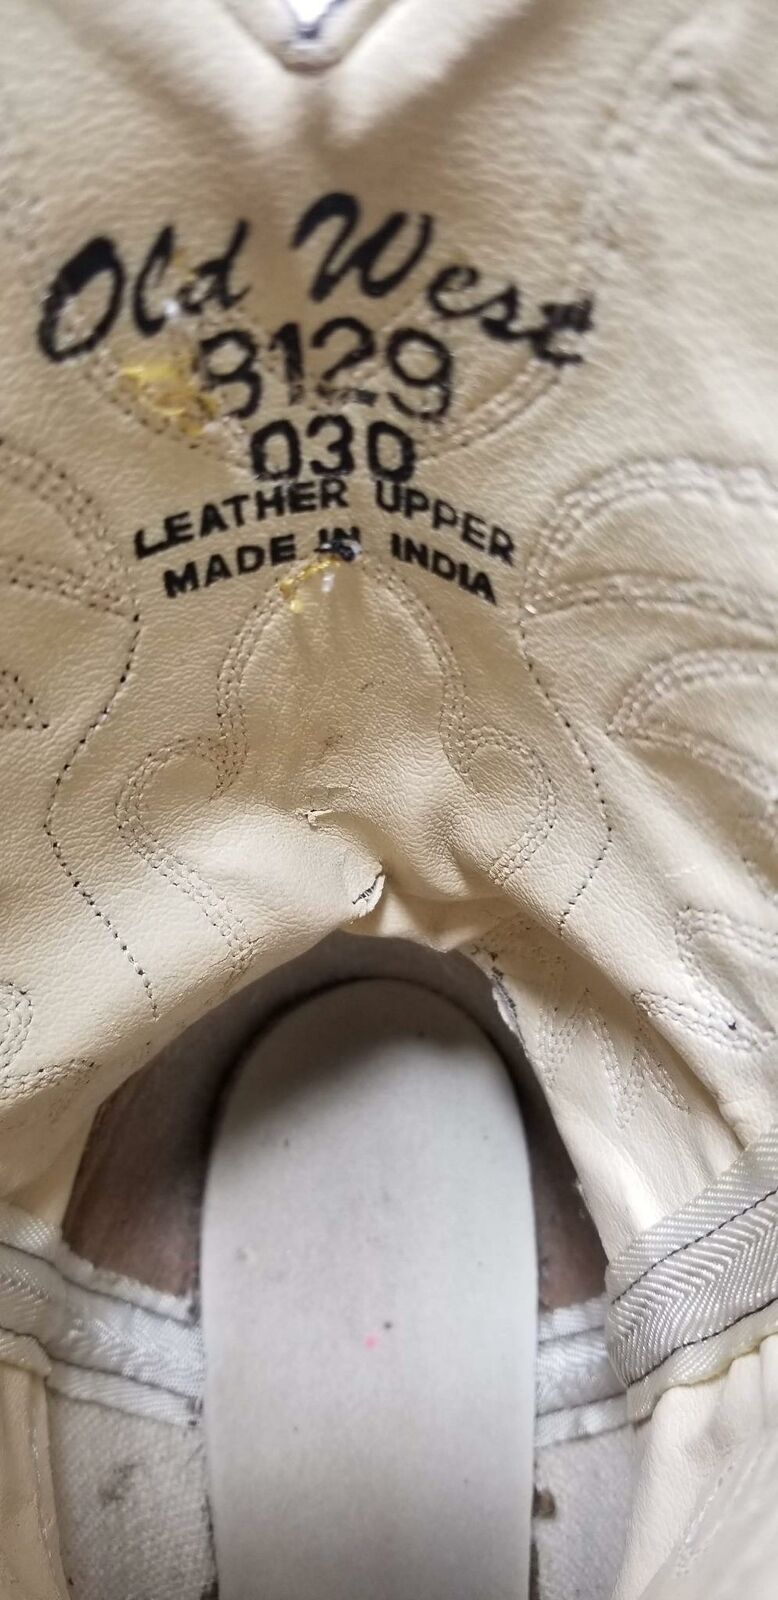 Old West
8129
030
LEATHER UPPER
MADE IN INDIA